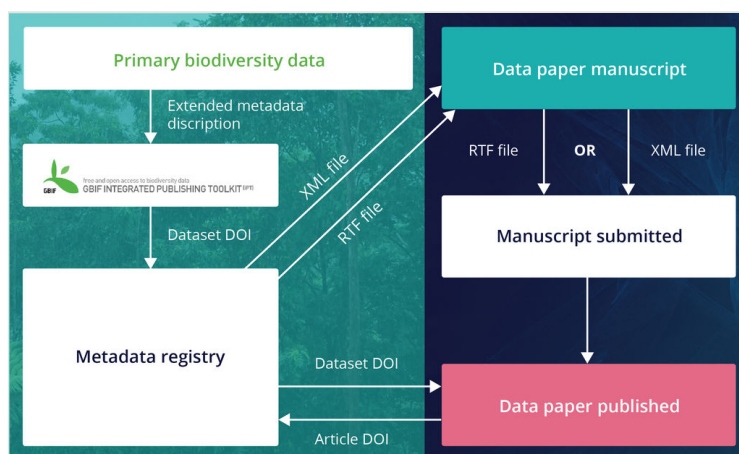 Primary biodiversity data
Extended metadata
discription
free and open access to biodiversity data
GBIF
GBIF INTEGRATED PUBLISHING TOOLKIT (IPT)
Dataset DOI
Metadata registry
XML file
RTF file
Dataset DOI
Article DOI
Data paper manuscript
RTF file
OR
XML file
Manuscript submitted
Data paper published